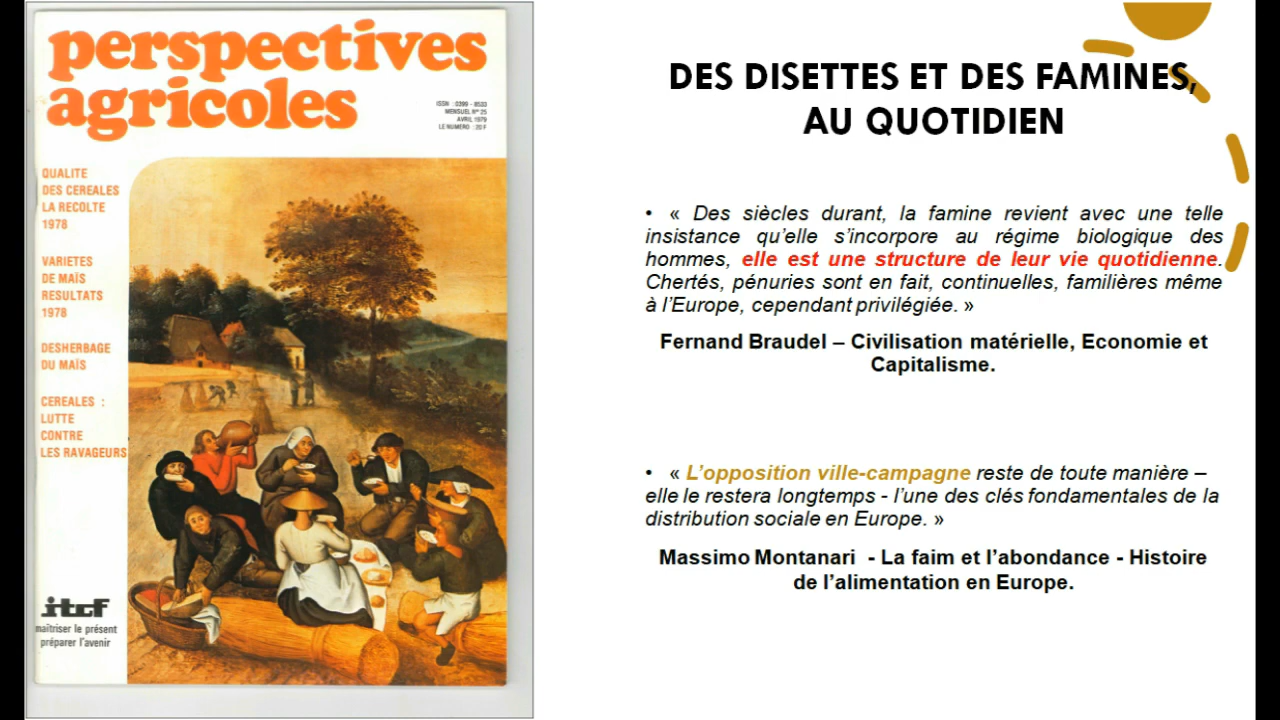 perspectives
agricoles
ISSN : 0399 - 8533
MENSUEL N° 25
AVRIL 1979
LE NUMERO : 20 F
QUALITE
DES CEREALES
LA RECOLTE
1978
VARIETES
DE MAÏS
RESULTATS
1978
DESHERBAGE
DU MAÏS
CEREALES :
LUTTE
CONTRE
LES RAVAGEURS
itcf
maîtriser le présent
préparer l'avenir
DES DISETTES ET DES FAMINES,
AU QUOTIDIEN
• « Des siècles durant, la famine revient avec une telle
insistance qu'elle s'incorpore au régime biologique des
hommes, elle est une structure de leur vie quotidienne.
Chertés, pénuries sont en fait, continuelles, familières même
à l'Europe, cependant privilégiée. »
Fernand Braudel – Civilisation matérielle, Economie et
Capitalisme.
• « L'opposition ville-campagne reste de toute manière –
elle le restera longtemps - l'une des clés fondamentales de la
distribution sociale en Europe. »
Massimo Montanari - La faim et l'abondance - Histoire
de l'alimentation en Europe.